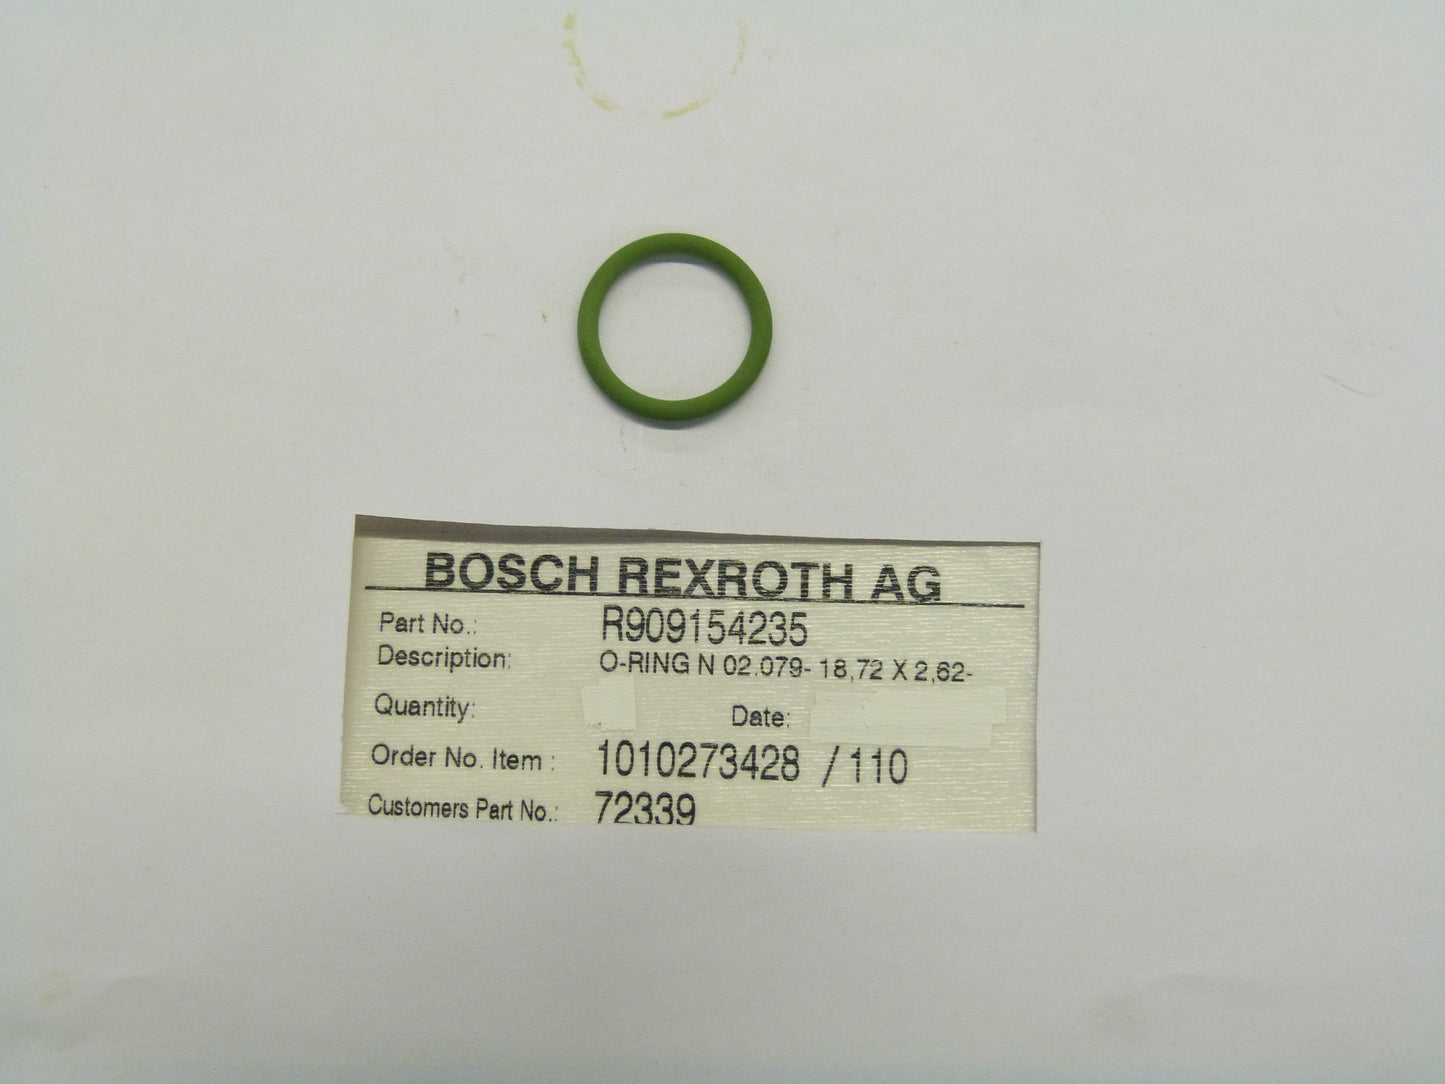 BOSCH REXROTH AG
Part No.: R909154235
Description: O-RING N 02.079- 18,72 X 2,62-
Quantity: Date:
Order No. Item : 1010273428 / 110
Customers Part No.: 72339